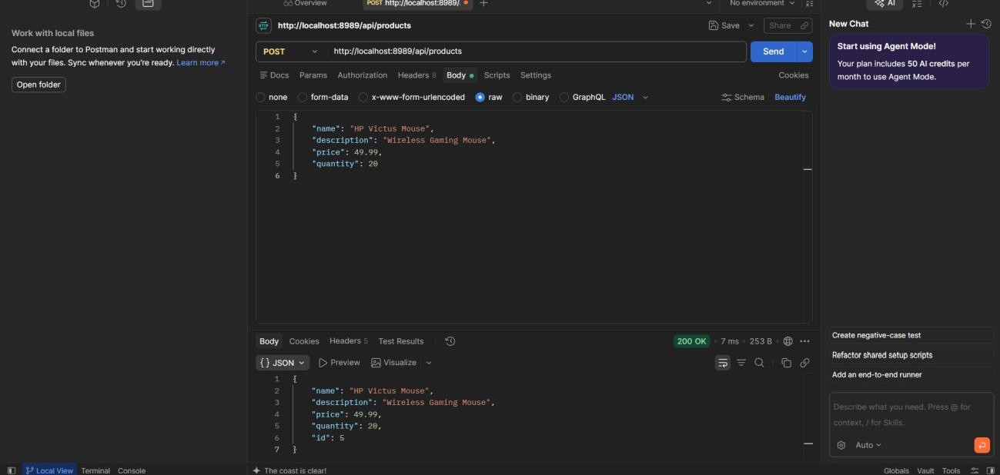 Overview
POST http://localhost:8989/.
No environment
AI
Work with local files
Connect a folder to Postman and start working directly
with your files. Sync whenever you're ready. Learn more ↗
Open folder
HTTP
http://localhost:8989/api/products
Save
Share
POST
http://localhost:8989/api/products
Send
Docs Params Authorization Headers 8 Body Scripts Settings
Cookies
none form-data x-www-form-urlencoded raw binary GraphQL JSON
Schema Beautify
1 {
2 "name": "HP Victus Mouse",
3 "description": "Wireless Gaming Mouse",
4 "price": 49.99,
5 "quantity": 20
6 }
Body Cookies Headers 5 Test Results
200 OK • 7 ms • 253 B
{} JSON Preview Visualize
1 {
2 "name": "HP Victus Mouse",
3 "description": "Wireless Gaming Mouse",
4 "price": 49.99,
5 "quantity": 20,
6 "id": 5
7 }
New Chat
Start using Agent Mode!
Your plan includes 50 AI credits per
month to use Agent Mode.
Create negative-case test
Refactor shared setup scripts
Add an end-to-end runner
Describe what you need. Press @ for
context, / for Skills.
Auto
Local View Terminal Console
The coast is clear!
Globals Vault Tools